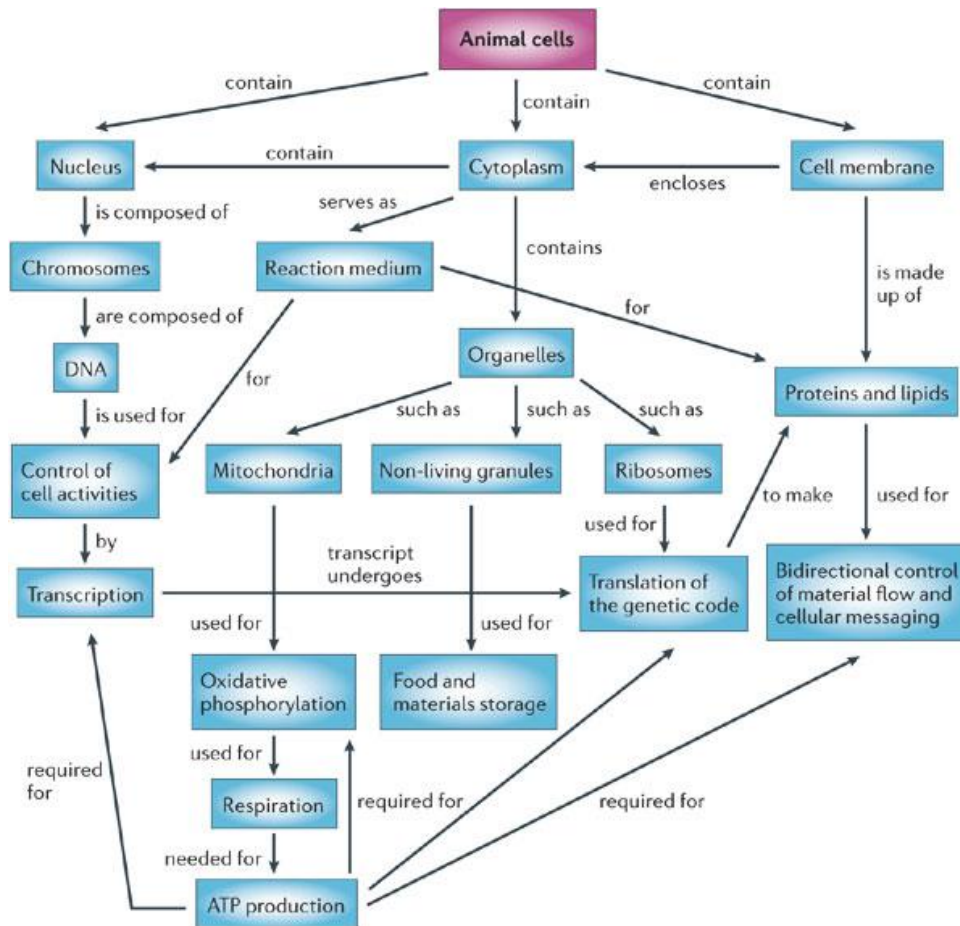 Animal cells
contain
contain
contain
Nucleus
contain
Cytoplasm
encloses
Cell membrane
is composed of
serves as
contains
Chromosomes
Reaction medium
is made
up of
are composed of
for
Organelles
DNA
for
Proteins and lipids
is used for
such as
such as
such as
Control of
cell activities
Mitochondria
Non-living granules
Ribosomes
to make
used for
by
used for
transcript
undergoes
Transcription
Translation of
the genetic code
Bidirectional control
of material flow and
cellular messaging
used for
used for
Oxidative
phosphorylation
Food and
materials storage
used for
required
for
Respiration
required for
required for
needed for
ATP production